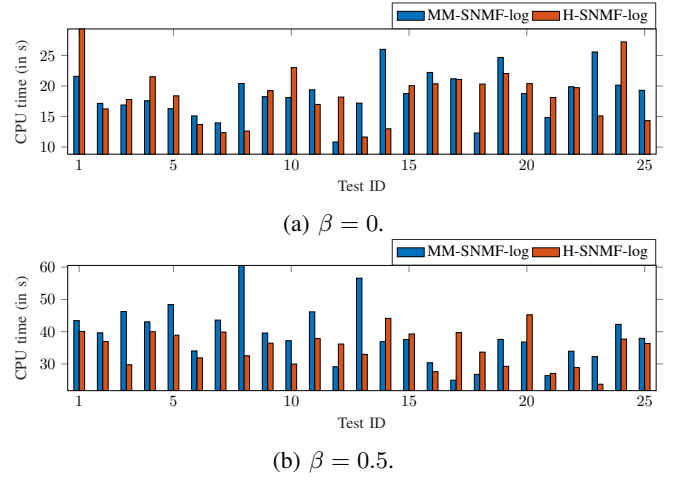 MM-SNMF-log H-SNMF-log
25
20
15
10
CPU time (in s)
1 5 10 15 20 25
Test ID
(a) β = 0.
MM-SNMF-log H-SNMF-log
60
50
40
30
CPU time (in s)
1 5 10 15 20 25
Test ID
(b) β = 0.5.